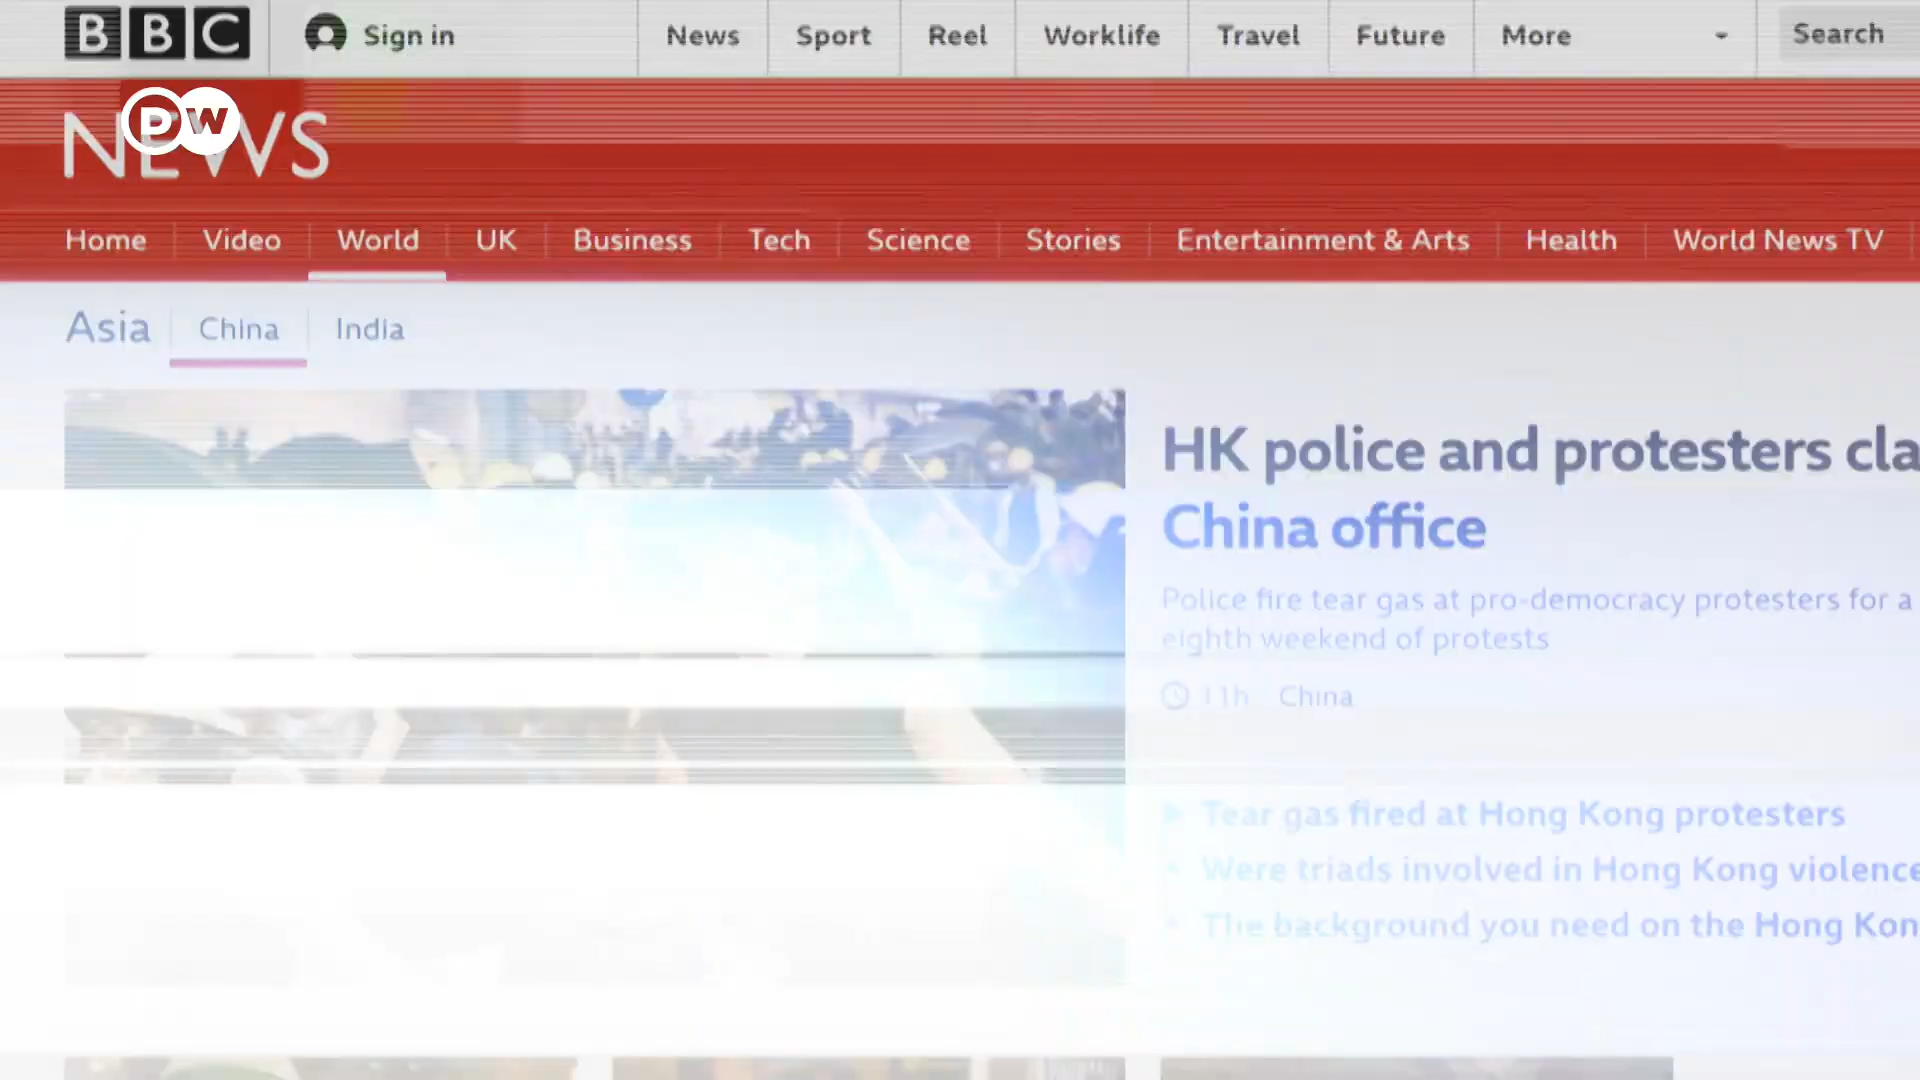 BBC
Sign in
News
Sport
Reel
Worklife
Travel
Future
More
Search
DW
NEWS
Home
Video
World
UK
Business
Tech
Science
Stories
Entertainment & Arts
Health
World News TV
Asia
China
India
HK police and protesters cla
China office
Police fire tear gas at pro-democracy protesters for a
eighth weekend of protests
11h China
Tear gas fired at Hong Kong protesters
Were triads involved in Hong Kong violence
The background you need on the Hong Kon